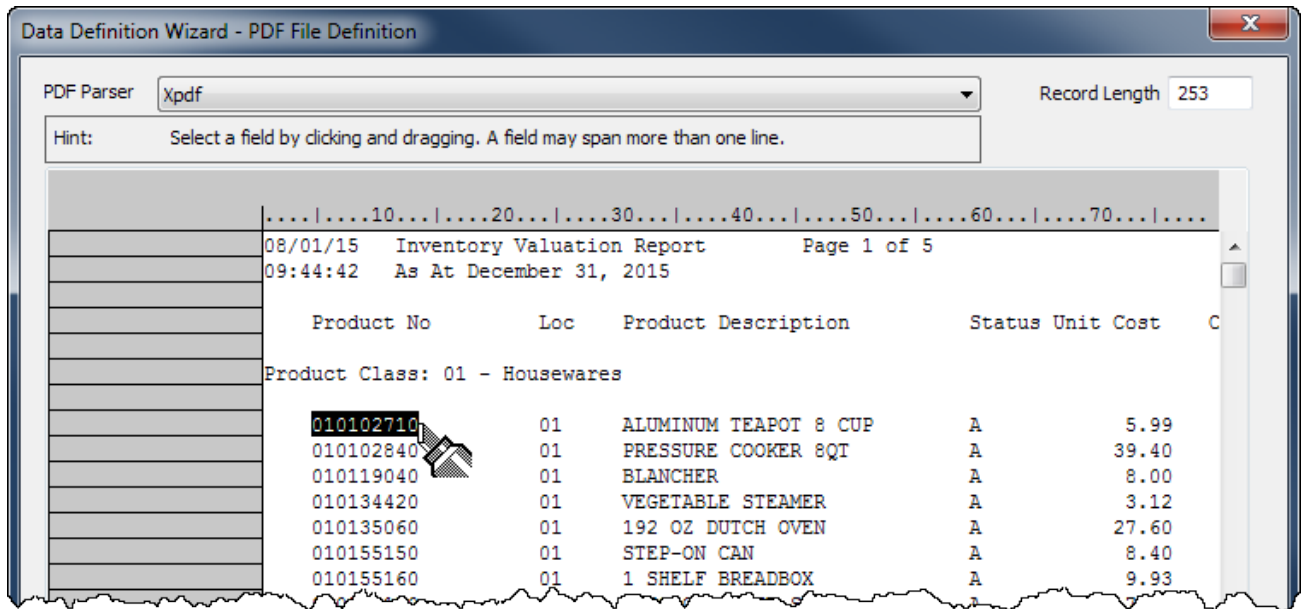 Data Definition Wizard - PDF File Definition
x
PDF Parser Xpdf Record Length 253
Hint: Select a field by clicking and dragging. A field may span more than one line.
|....|....10...|....20...|....30...|....40...|....50...|....60...|....70...|....
08/01/15 Inventory Valuation Report Page 1 of 5
09:44:42 As At December 31, 2015
Product No Loc Product Description Status Unit Cost C
Product Class: 01 - Housewares
010102710 01 ALUMINUM TEAPOT 8 CUP A 5.99
010102840 01 PRESSURE COOKER 8QT A 39.40
010119040 01 BLANCHER A 8.00
010134420 01 VEGETABLE STEAMER A 3.12
010135060 01 192 OZ DUTCH OVEN A 27.60
010155150 01 STEP-ON CAN A 8.40
010155160 01 1 SHELF BREADBOX A 9.93